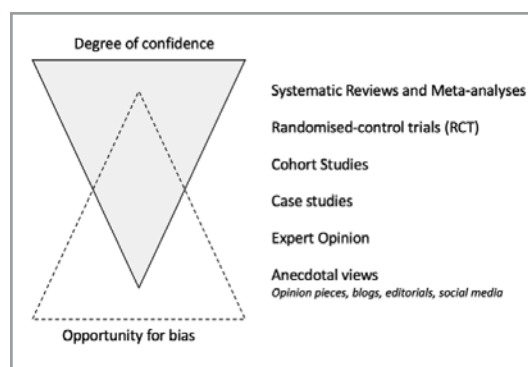 Degree of confidence
Systematic Reviews and Meta-analyses
Randomised-control trials (RCT)
Cohort Studies
Case studies
Expert Opinion
Anecdotal views
Opinion pieces, blogs, editorials, social media
Opportunity for bias